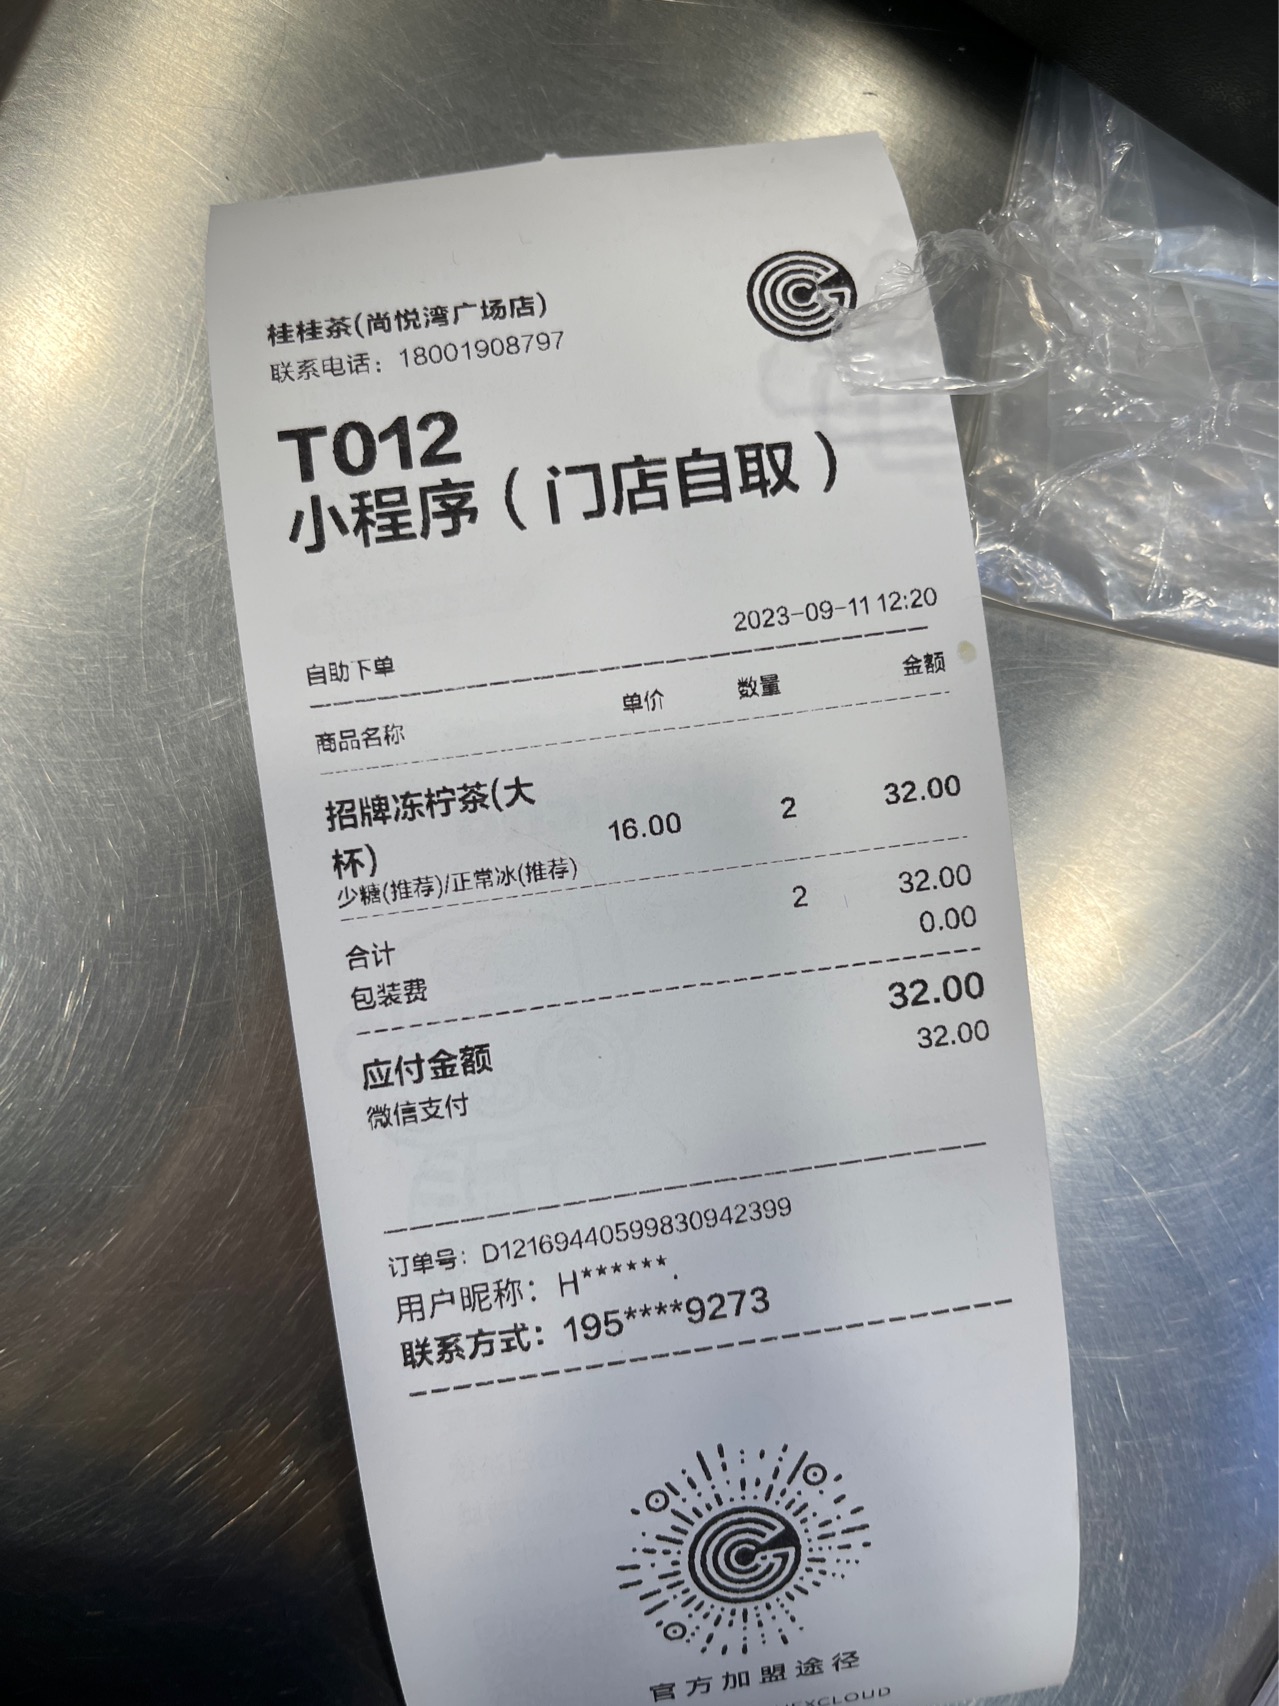 桂桂茶(尚悦湾广场店)
联系电话：18001908797
T012
小程序（门店自取）
自助下单 2023-09-11 12:20
商品名称 单价 数量 金额
招牌冻柠茶(大 16.00 2 32.00
杯)
少糖(推荐)/正常冰(推荐)
合计 2 32.00
包装费 0.00
应付金额 32.00
微信支付 32.00
订单号：D12169440599830942399
用户昵称：H******.
联系方式：195****9273
官方加盟途径